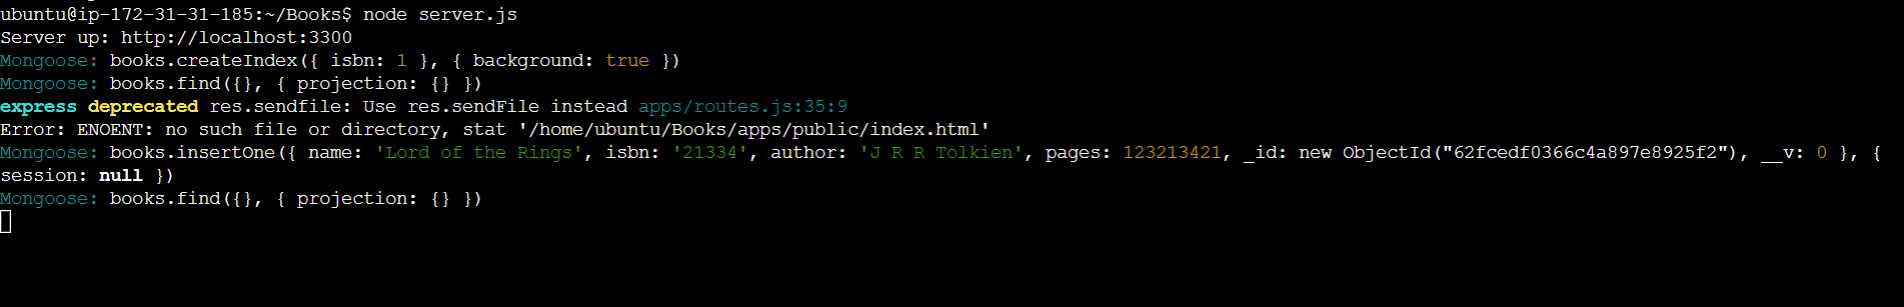 ubuntu@ip-172-31-31-185:~/Books$ node server.js
Server up: http://localhost:3300
Mongoose: books.createIndex({ isbn: 1 }, { background: true })
Mongoose: books.find({}, { projection: {} })
express deprecated res.sendfile: Use res.sendFile instead apps/routes.js:35:9
Error: ENOENT: no such file or directory, stat '/home/ubuntu/Books/apps/public/index.html'
Mongoose: books.insertOne({ name: 'Lord of the Rings', isbn: '21334', author: 'J R R Tolkien', pages: 123213421, _id: new ObjectId("62fcedf0366c4a897e8925f2"), __v: 0 }, {
session: null })
Mongoose: books.find({}, { projection: {} })